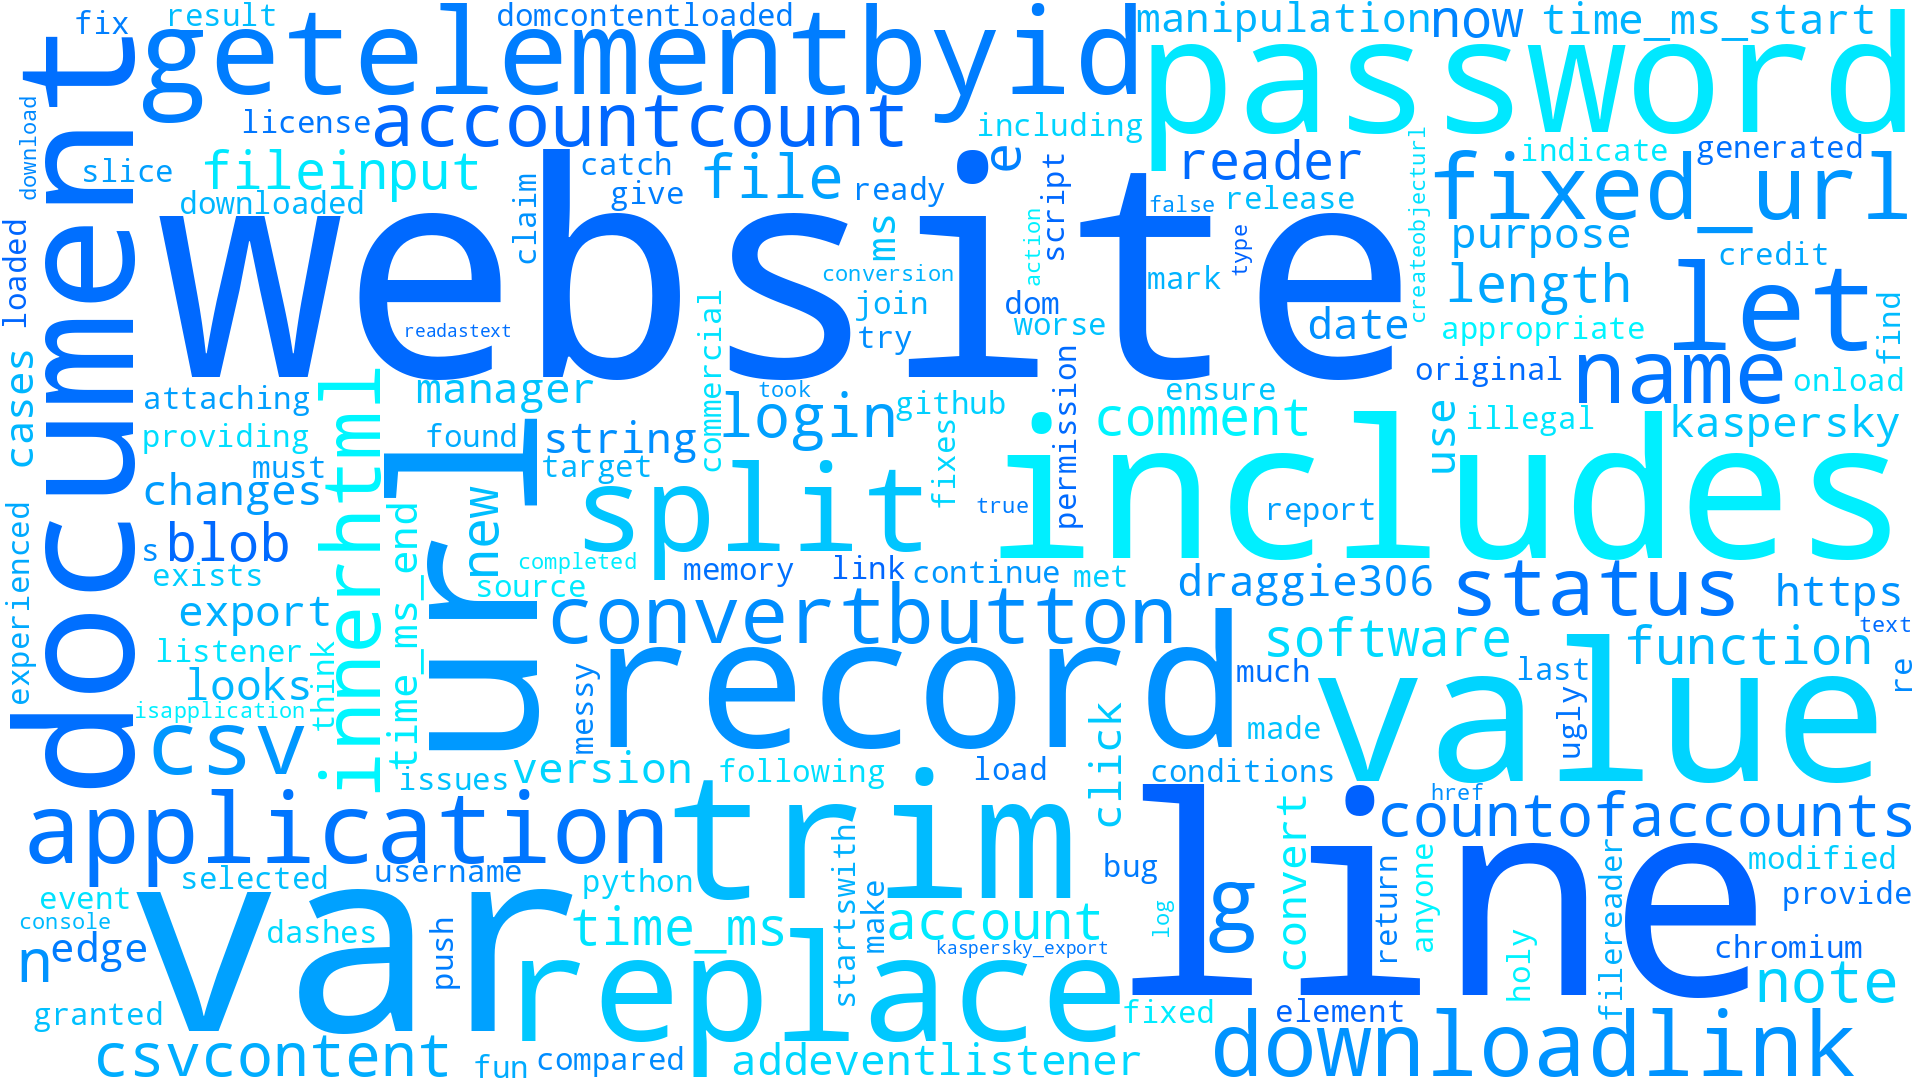 fix
result
domcontentloaded
manipulation
now
time_ms_start
getelementbyid
password
document
download
license
accountcount
including
e
reader
createobjecturl
indicate
generated
slice
fileinput
catch
file
give
ready
claim
script
fixed_url
downloaded
website
ms
action
false
release
type
purpose
loaded
conversion
mark
credit
length
let
readastext
join
dom
worse
try
commercial
date
appropriate
find
cases
innerhtml
manager
took
permission
original
name
onload
attaching
login
github
ensure
comment
use
illegal
kaspersky
providing
found
url
string
fixes
includes
must
target
changes
new
split
true
report
experienced
s
blob
time_ms_end
completed
memory
link
continue
met
draggie306
status
https
exists
source
export
convertbutton
text
listener
think
messy
record
much
software
last
function
re
looks
isapplication
value
ugly
csv
click
made
issues
version
following
load
conditions
href
application
trim
line
convert
countofaccounts
selected
username
python
startswith
make
bug
g
return
anyone
filereader
modified
event
var
account
log
provide
console
dashes
push
time_ms
n
edge
kaspersky_export
holy
chromium
replace
note
granted
fixed
element
csvcontent
fun
compared
addeventlistener
downloadlink